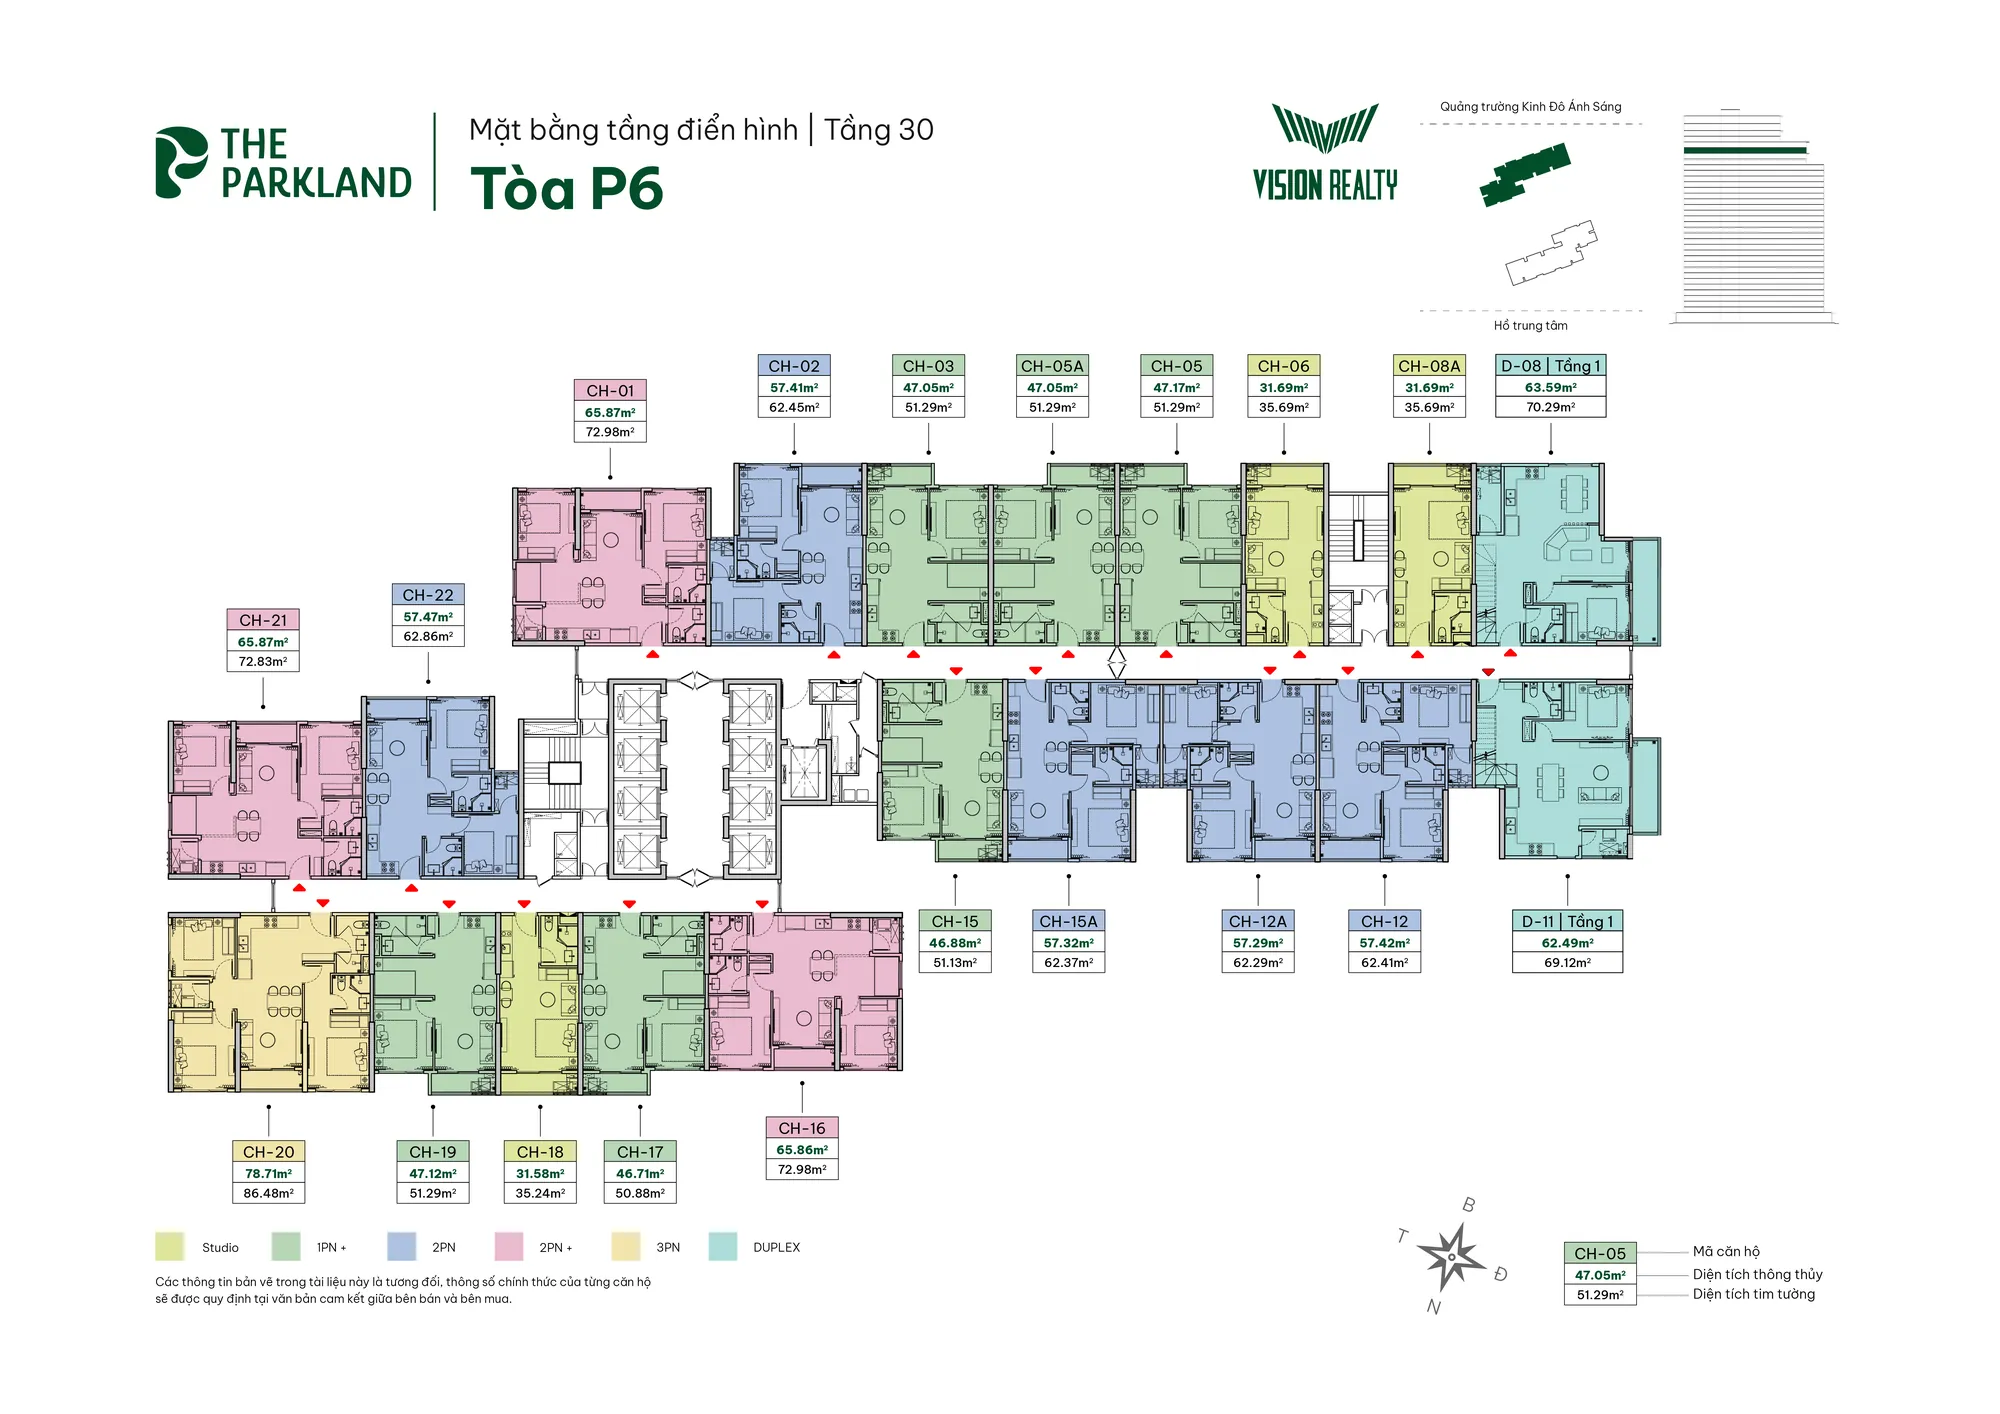 THE
PARKLAND
Mặt bằng tầng điển hình | Tầng 30
Tòa P6
VISION REALTY
Quảng trường Kinh Đô Ánh Sáng
Hồ trung tâm
CH-01
65.87m²
72.98m²
CH-02
57.41m²
62.45m²
CH-03
47.05m²
51.29m²
CH-05A
47.05m²
51.29m²
CH-05
47.17m²
51.29m²
CH-06
31.69m²
35.69m²
CH-08A
31.69m²
35.69m²
D-08 | Tầng 1
63.59m²
70.29m²
CH-21
65.87m²
72.83m²
CH-22
57.47m²
62.86m²
CH-15
46.88m²
51.13m²
CH-15A
57.32m²
62.37m²
CH-12A
57.29m²
62.29m²
CH-12
57.42m²
62.41m²
D-11 | Tầng 1
62.49m²
69.12m²
CH-20
78.71m²
86.48m²
CH-19
47.12m²
51.29m²
CH-18
31.58m²
35.24m²
CH-17
46.71m²
50.88m²
CH-16
65.86m²
72.98m²
Studio
1PN +
2PN
2PN +
3PN
DUPLEX
Các thông tin bản vẽ trong tài liệu này là tương đối, thông số chính thức của từng căn hộ
sẽ được quy định tại văn bản cam kết giữa bên bán và bên mua.
B
T
Đ
N
CH-05
47.05m²
51.29m²
Mã căn hộ
Diện tích thông thủy
Diện tích tim tường